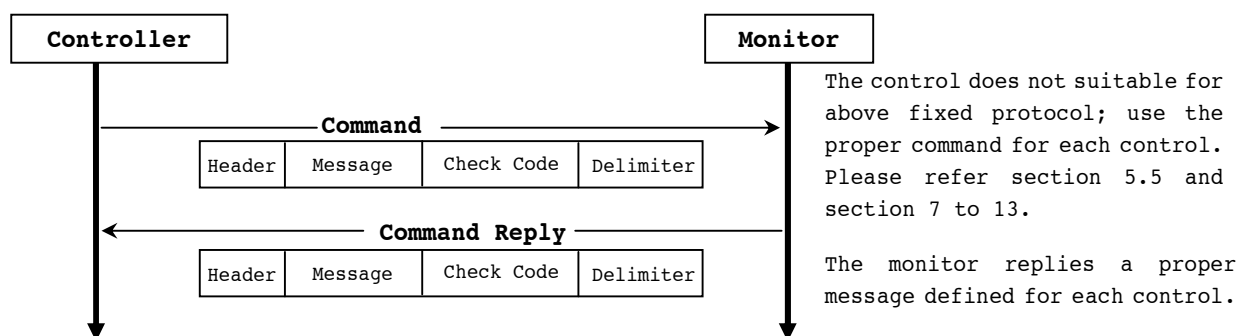 Controller
Monitor
Command
Header Message Check Code Delimiter
Command Reply
Header Message Check Code Delimiter
The control does not suitable for
above fixed protocol; use the
proper command for each control.
Please refer section 5.5 and
section 7 to 13.
The monitor replies a proper
message defined for each control.